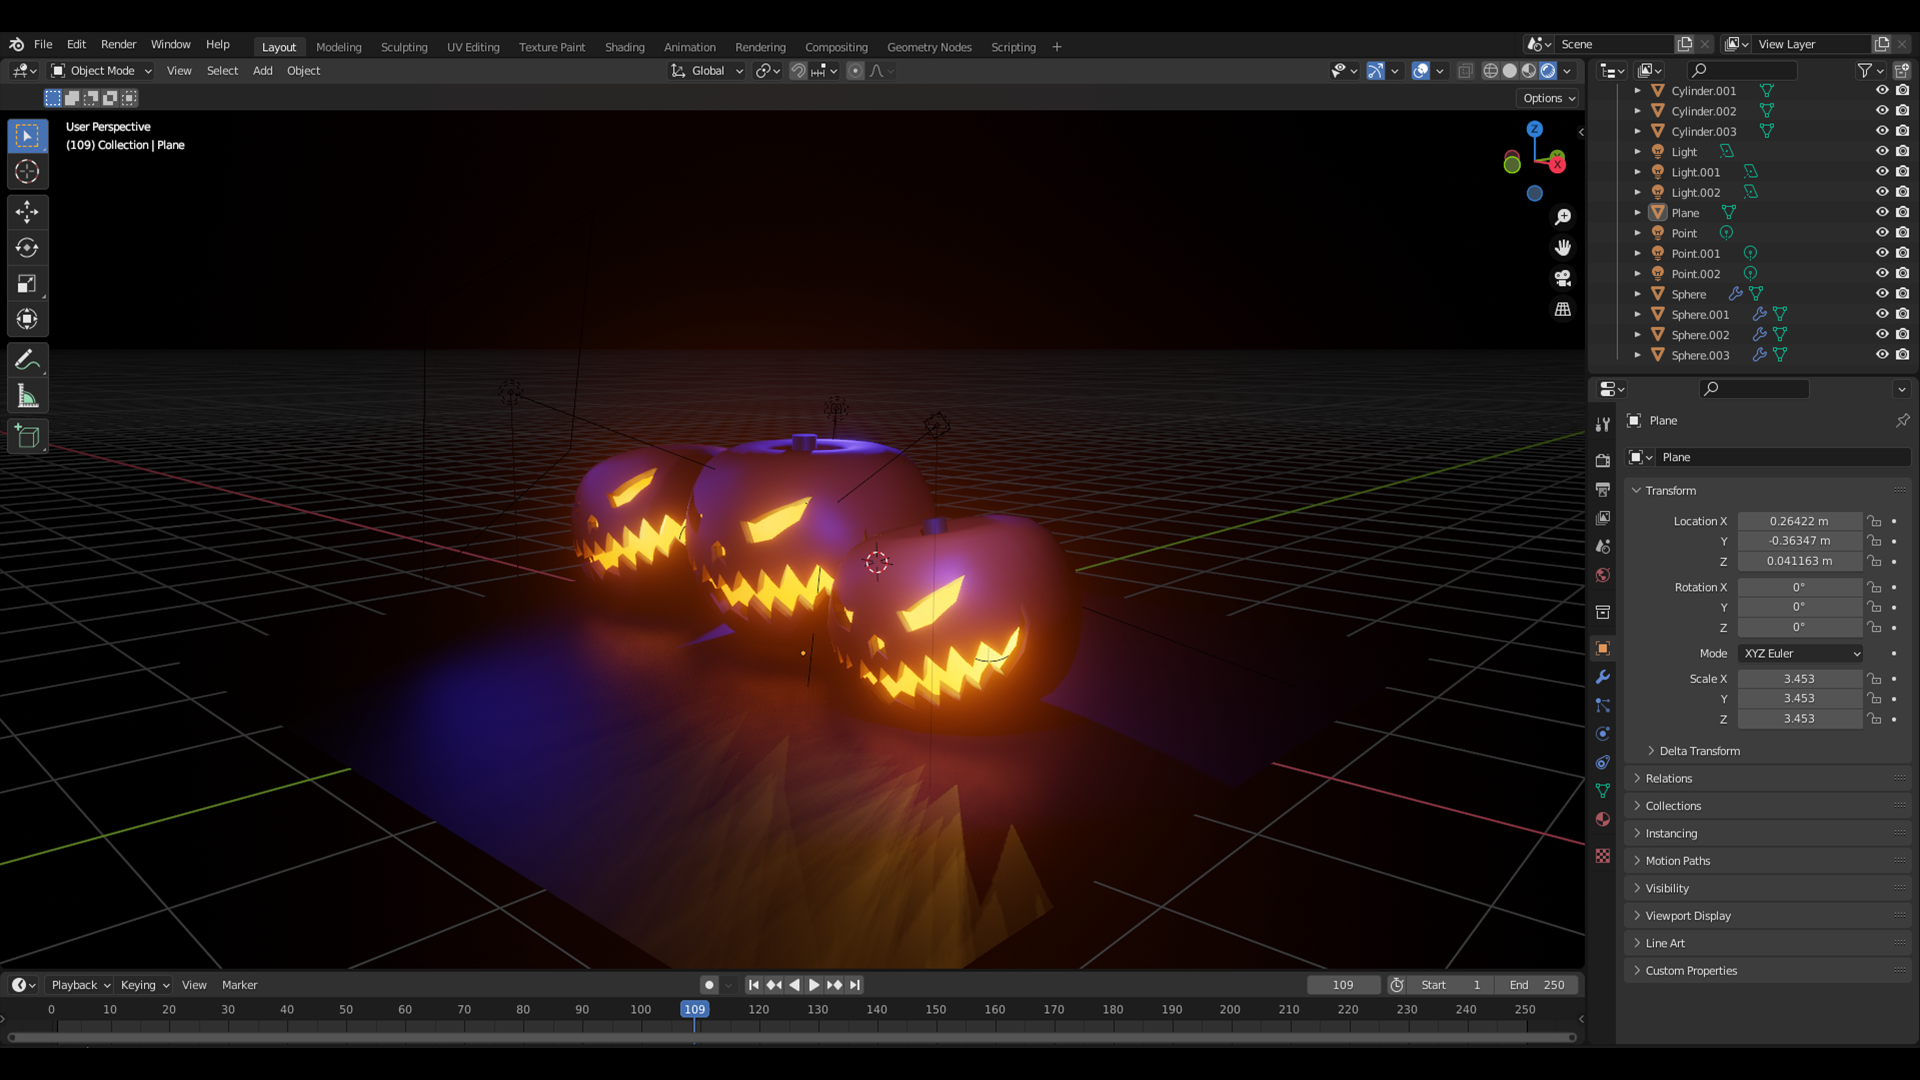 File Edit Render Window Help Layout Modeling Sculpting UV Editing Texture Paint Shading Animation Rendering Compositing Geometry Nodes Scripting + Scene View Layer
Object Mode View Select Add Object Global
Options
User Perspective
(109) Collection | Plane
Z
Y
X
Cylinder.001
Cylinder.002
Cylinder.003
Light
Light.001
Light.002
Plane
Point
Point.001
Point.002
Sphere
Sphere.001
Sphere.002
Sphere.003
Plane
Plane
Transform
Location X 0.26422 m
Y -0.36347 m
Z 0.041163 m
Rotation X 0°
Y 0°
Z 0°
Mode XYZ Euler
Scale X 3.453
Y 3.453
Z 3.453
Delta Transform
Relations
Collections
Instancing
Motion Paths
Visibility
Viewport Display
Line Art
Custom Properties
Playback Keying View Marker 109 Start 1 End 250
0 10 20 30 40 50 60 70 80 90 100 109 120 130 140 150 160 170 180 190 200 210 220 230 240 250